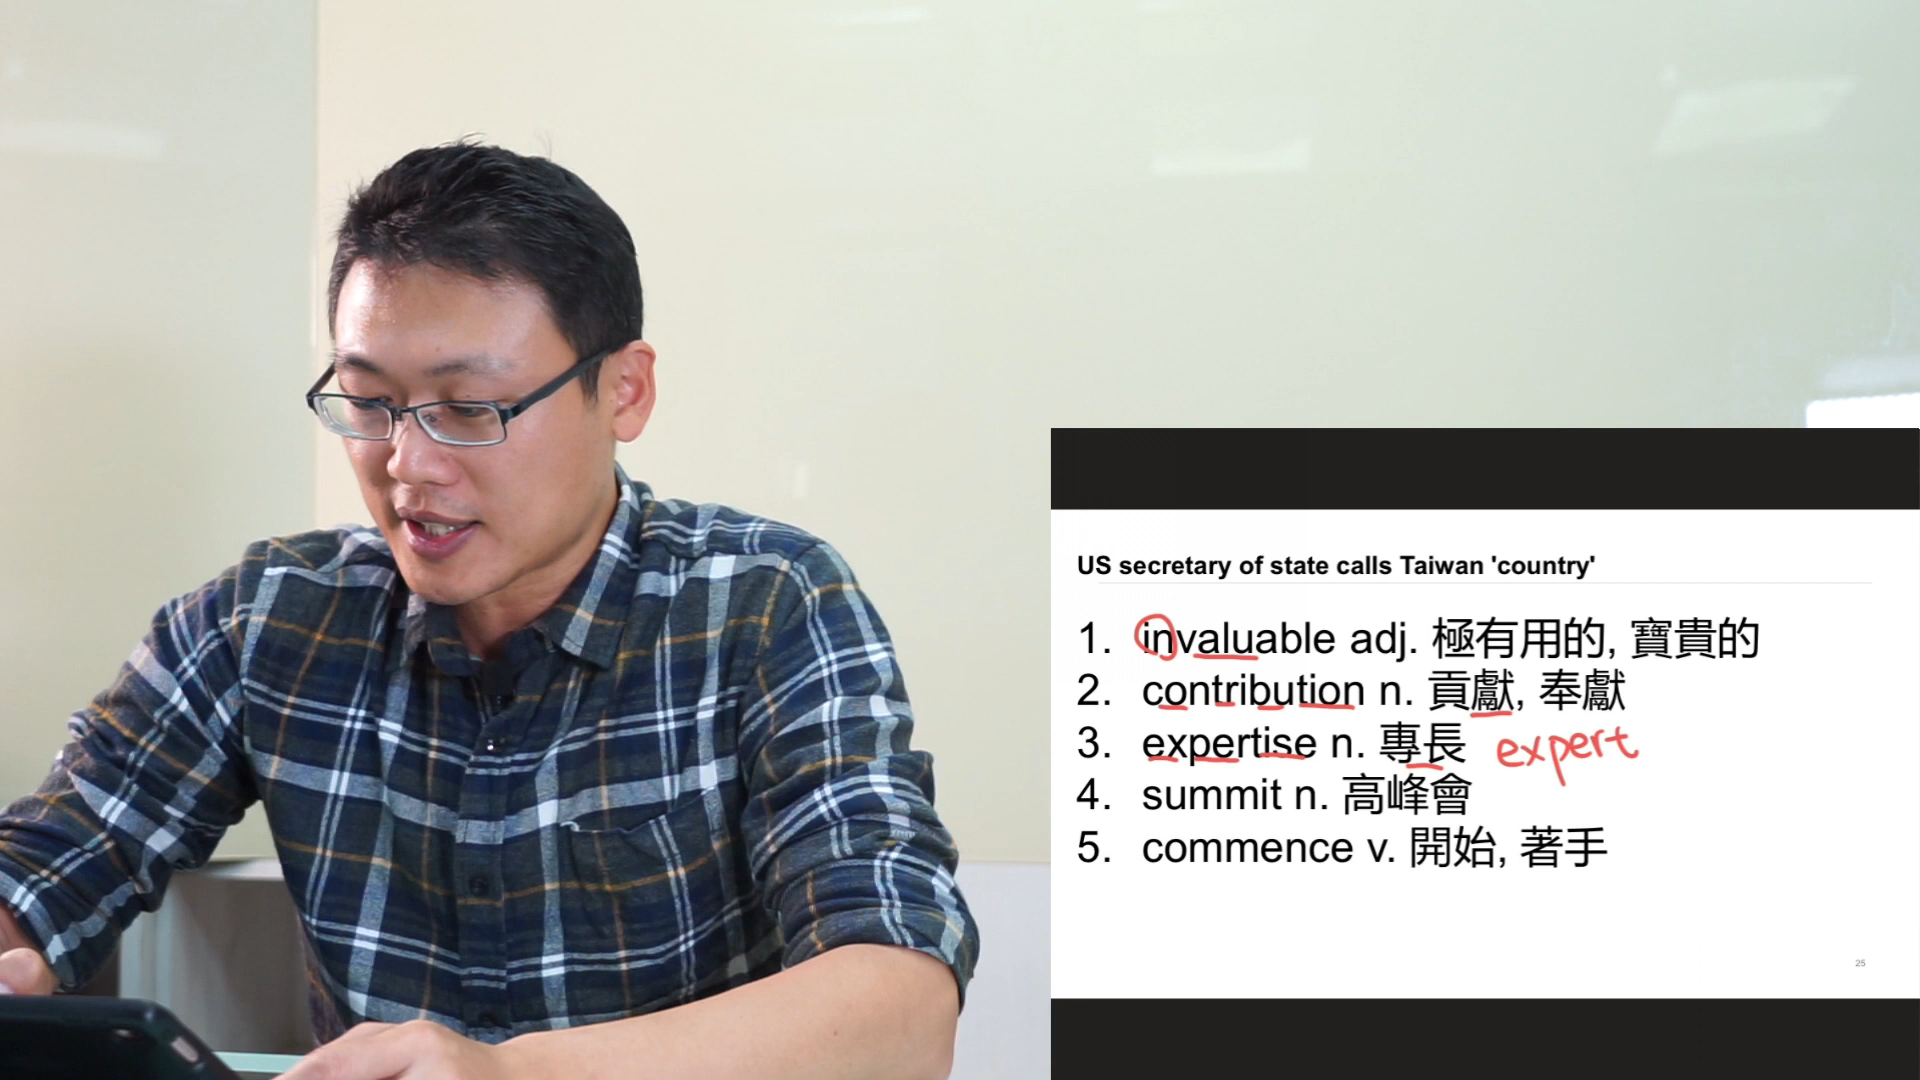 US secretary of state calls Taiwan 'country'
1. invaluable adj. 極有用的, 寶貴的
2. contribution n. 貢獻, 奉獻
3. expertise n. 專長 expert
4. summit n. 高峰會
5. commence v. 開始, 著手
25